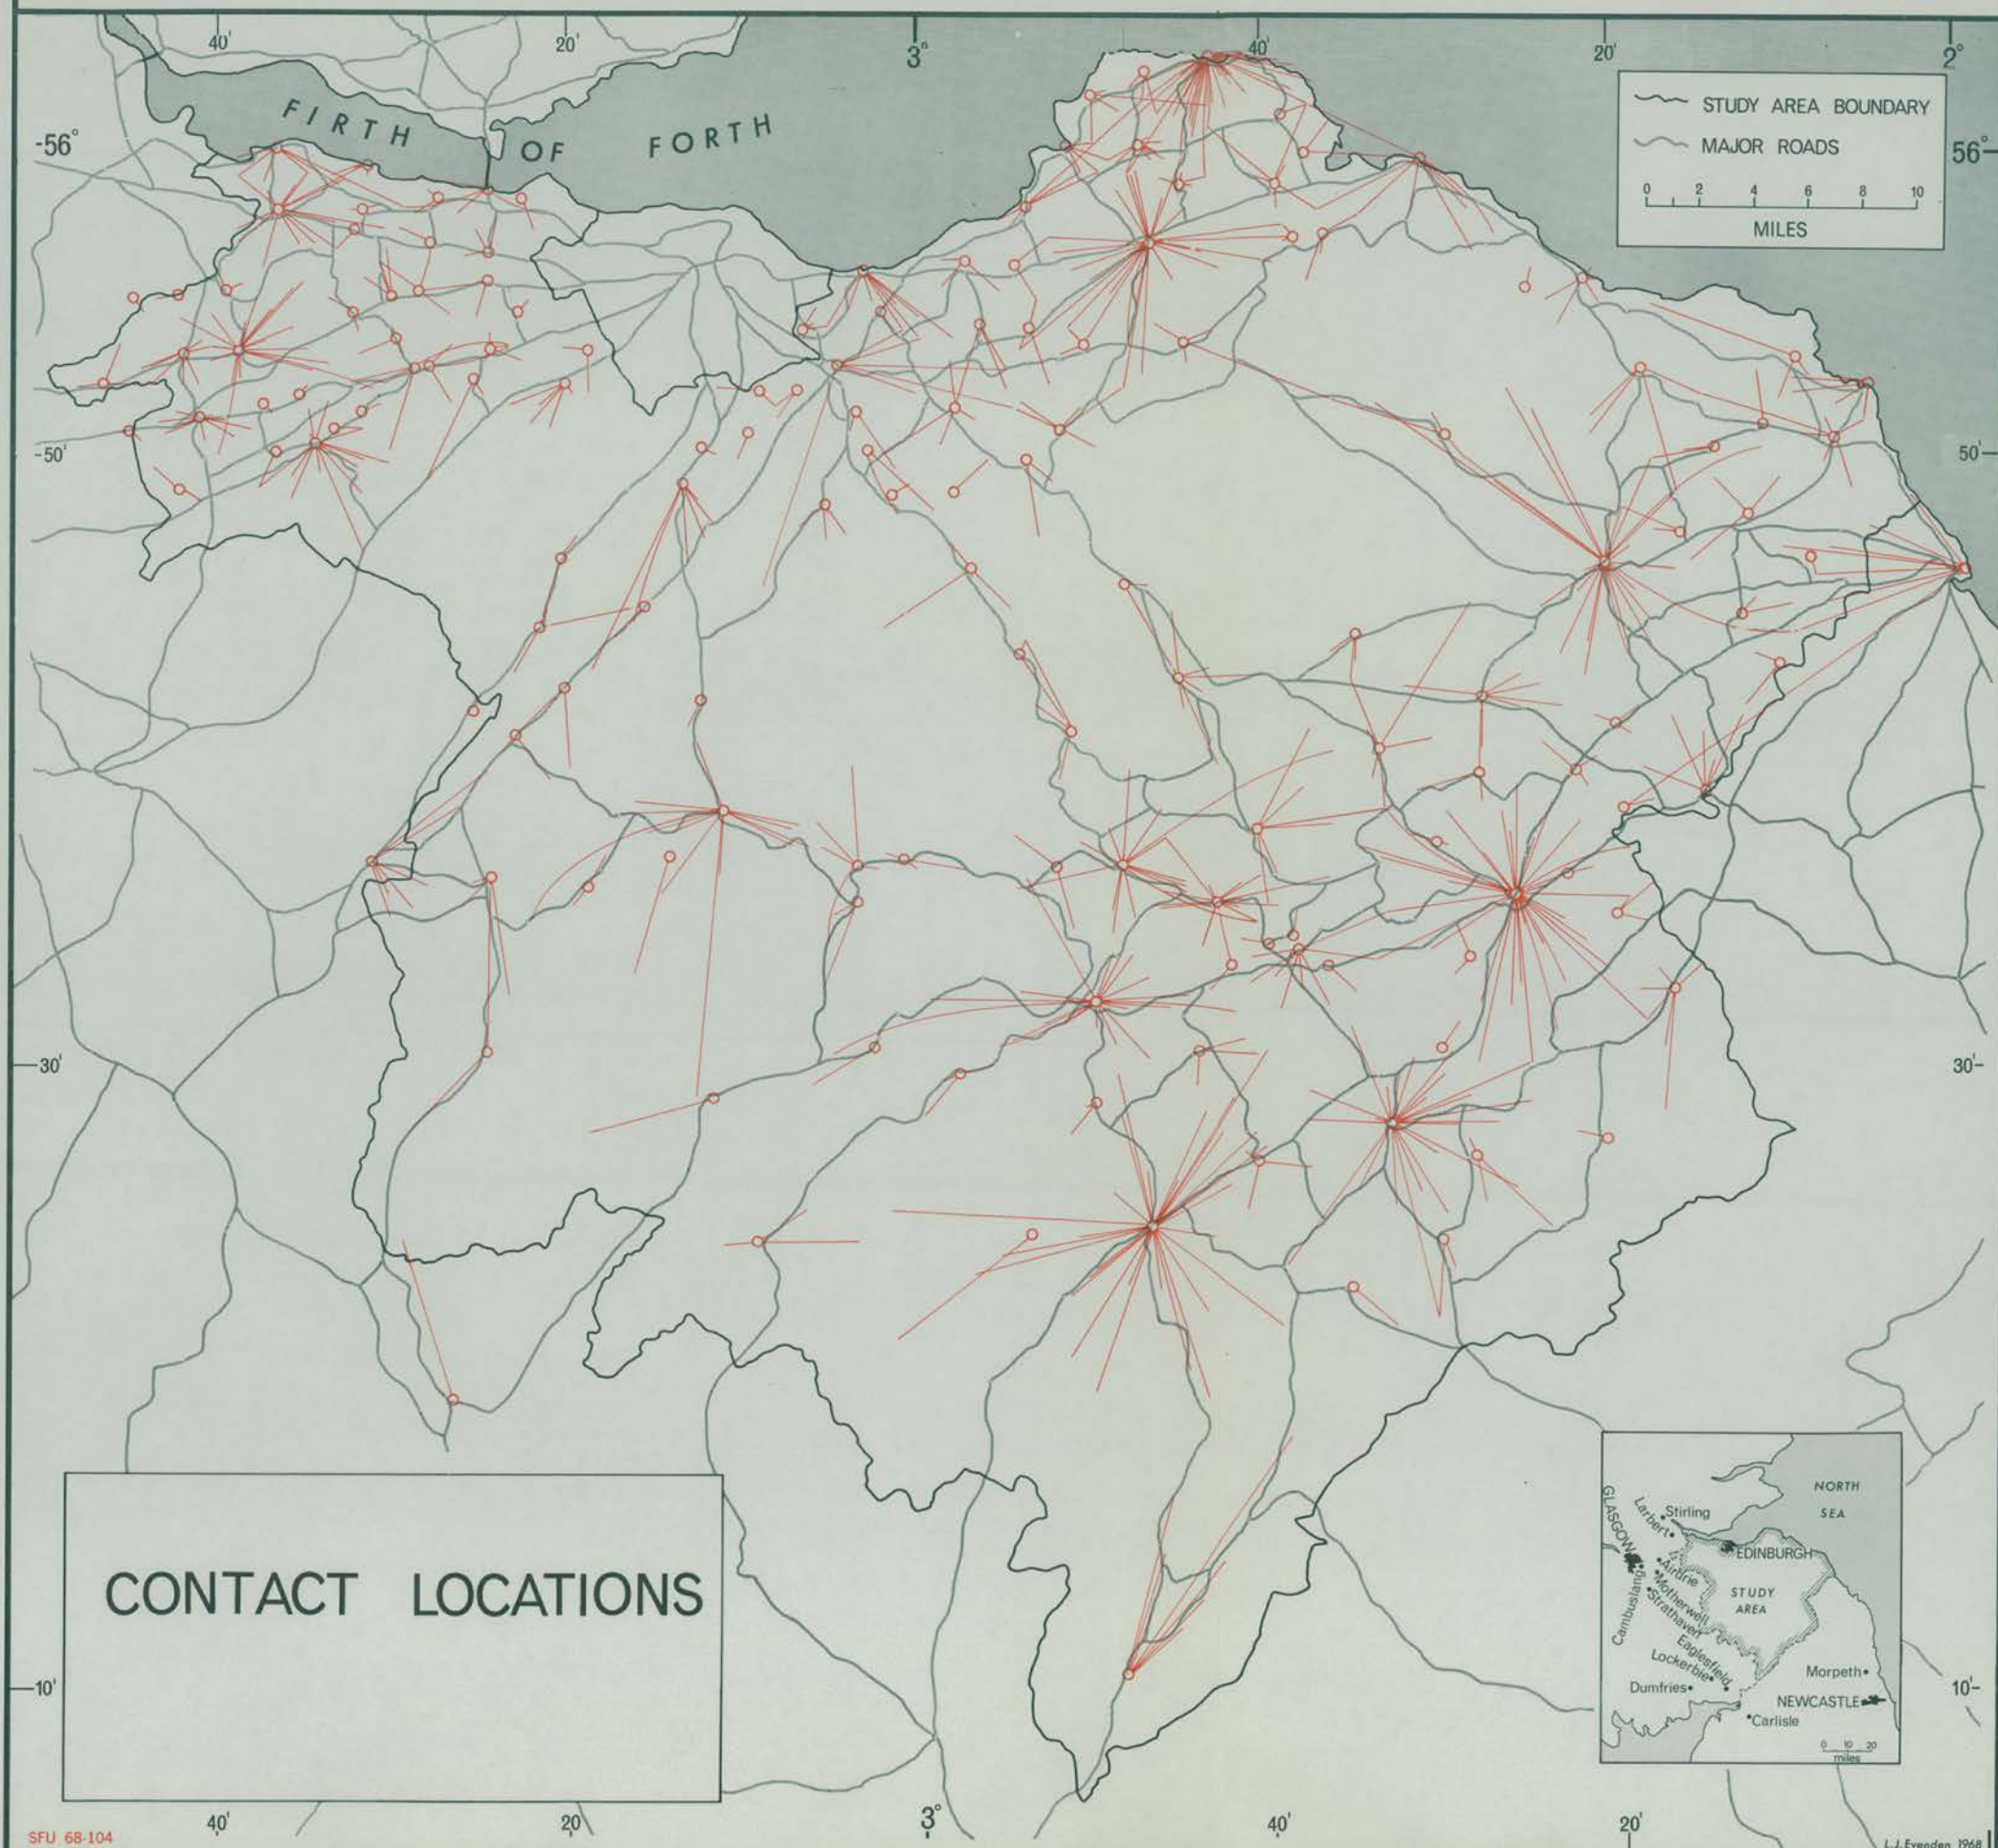 40'
20'
3°
40'
20'
2°
FIRTH OF FORTH
-56°
56°
STUDY AREA BOUNDARY
MAJOR ROADS
0 2 4 6 8 10
MILES
-50'
50'
30'
30'
CONTACT LOCATIONS
NORTH
SEA
GLASGOW
Larbert
Stirling
EDINBURGH
Airdrie
Motherwell
Strathaven
Cambuslang
STUDY
AREA
Eaglesfield
Lockerbie
Dumfries
Morpeth
NEWCASTLE
Carlisle
0 10 20
miles
10'
10'
40'
20'
3°
40'
20'
SFU 68-104
L.J. Evenden 1968